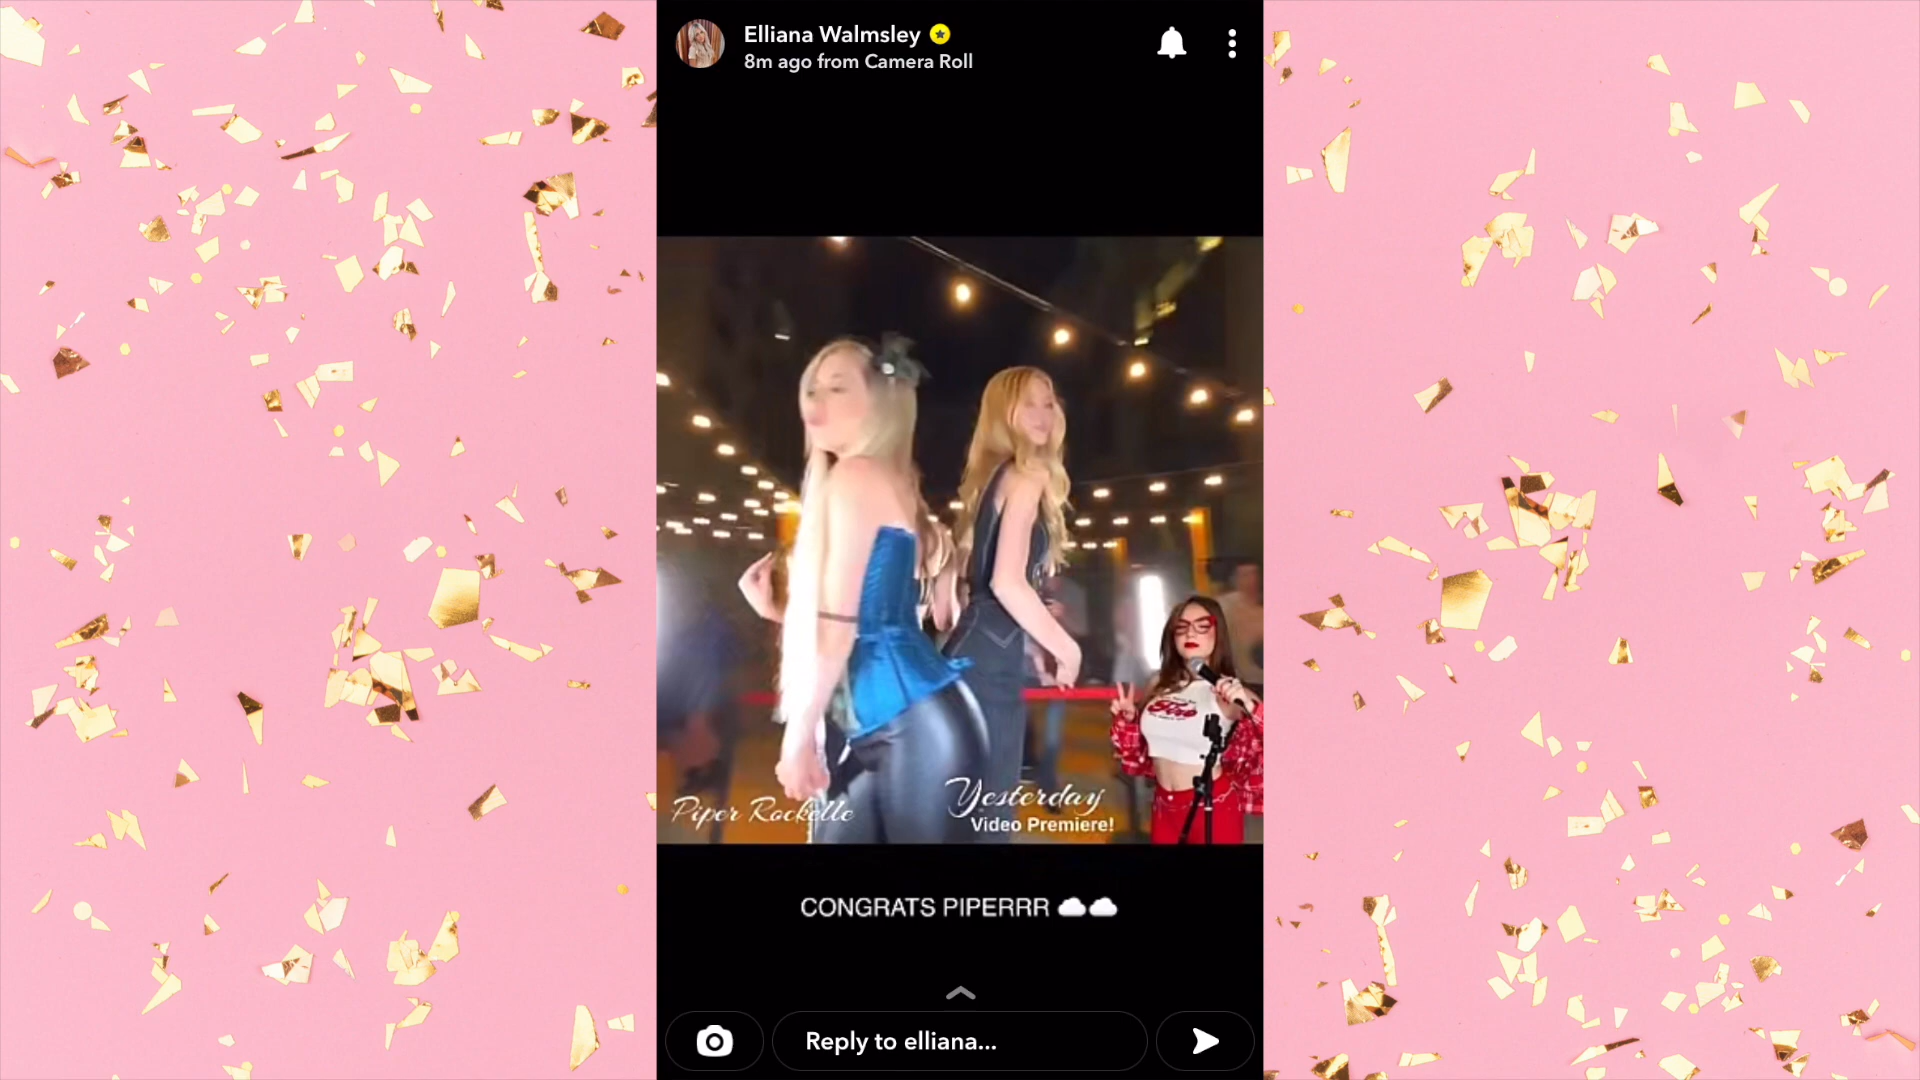 Elliana Walmsley
8m ago from Camera Roll
Piper Rockelle
Yesterday
Video Premiere!
CONGRATS PIPERRR ☁️☁️
Reply to elliana...